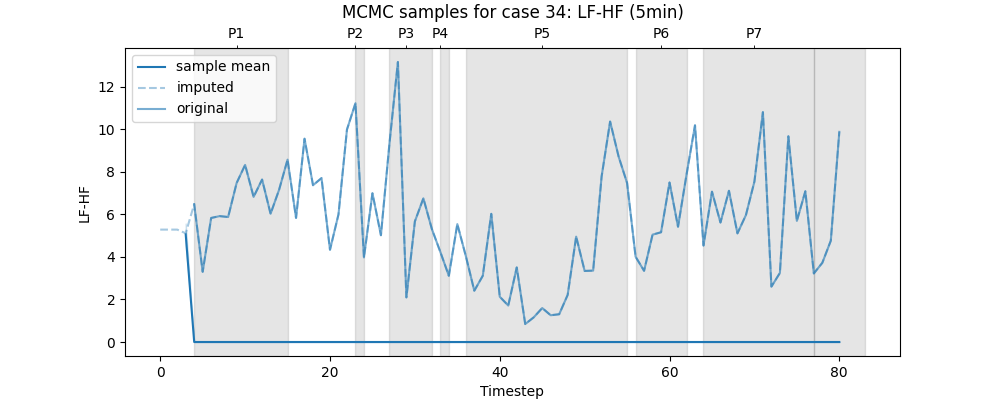 MCMC samples for case 34: LF-HF (5min)
P1 P2 P3 P4 P5 P6 P7
sample mean
imputed
original
12
10
8
6
4
2
0
LF-HF
0 20 40 60 80
Timestep